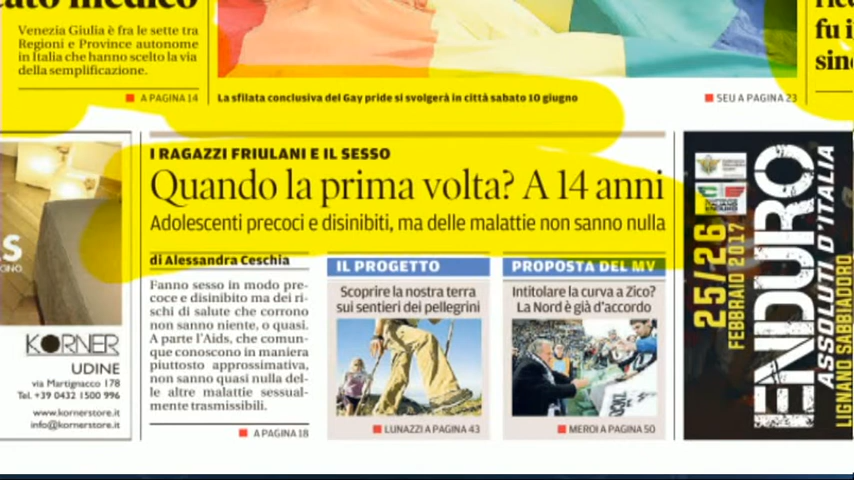 ato medico
Venezia Giulia è fra le sette tra
Regioni e Province autonome
in Italia che hanno scelto la via
della semplificazione.
A PAGINA 14
La sfilata conclusiva del Gay pride si svolgerà in città sabato 10 giugno
SEU A PAGINA 23
fu i
sind
I RAGAZZI FRIULANI E IL SESSO
Quando la prima volta? A 14 anni
Adolescenti precoci e disinibiti, ma delle malattie non sanno nulla
di Alessandra Ceschia
Fanno sesso in modo pre-
coce e disinibito ma dei ri-
schi di salute che corrono
non sanno niente, o quasi.
A parte l'Aids, che comun-
que conoscono in maniera
piuttosto approssimativa,
non sanno quasi nulla del-
le altre malattie sessual-
mente trasmissibili.
A PAGINA 18
IL PROGETTO
Scoprire la nostra terra
sui sentieri dei pellegrini
LUNAZZI A PAGINA 43
PROPOSTA DEL MV
Intitolare la curva a Zico?
La Nord è già d'accordo
MEROI A PAGINA 50
KORNER
UDINE
via Martignacco 178
Tel. +39 0432 1500 996
www.kornerstore.it
info@kornerstore.it
25/26
FEBBRAIO 2017
ENDURO
ASSOLUTI D'ITALIA
LIGNANO SABBIADORO